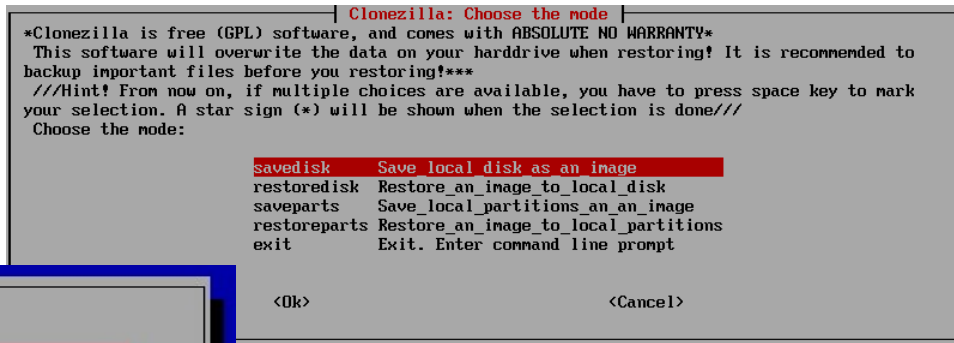 Clonezilla: Choose the mode
*Clonezilla is free (GPL) software, and comes with ABSOLUTE NO WARRANTY*
This software will overwrite the data on your harddrive when restoring! It is recommemded to
backup important files before you restoring!***
///Hint! From now on, if multiple choices are available, you have to press space key to mark
your selection. A star sign (*) will be shown when the selection is done///
Choose the mode:
savedisk Save_local_disk_as_an_image
restoredisk Restore_an_image_to_local_disk
saveparts Save_local_partitions_an_an_image
restoreparts Restore_an_image_to_local_partitions
exit Exit. Enter command line prompt
<Ok> <Cancel>